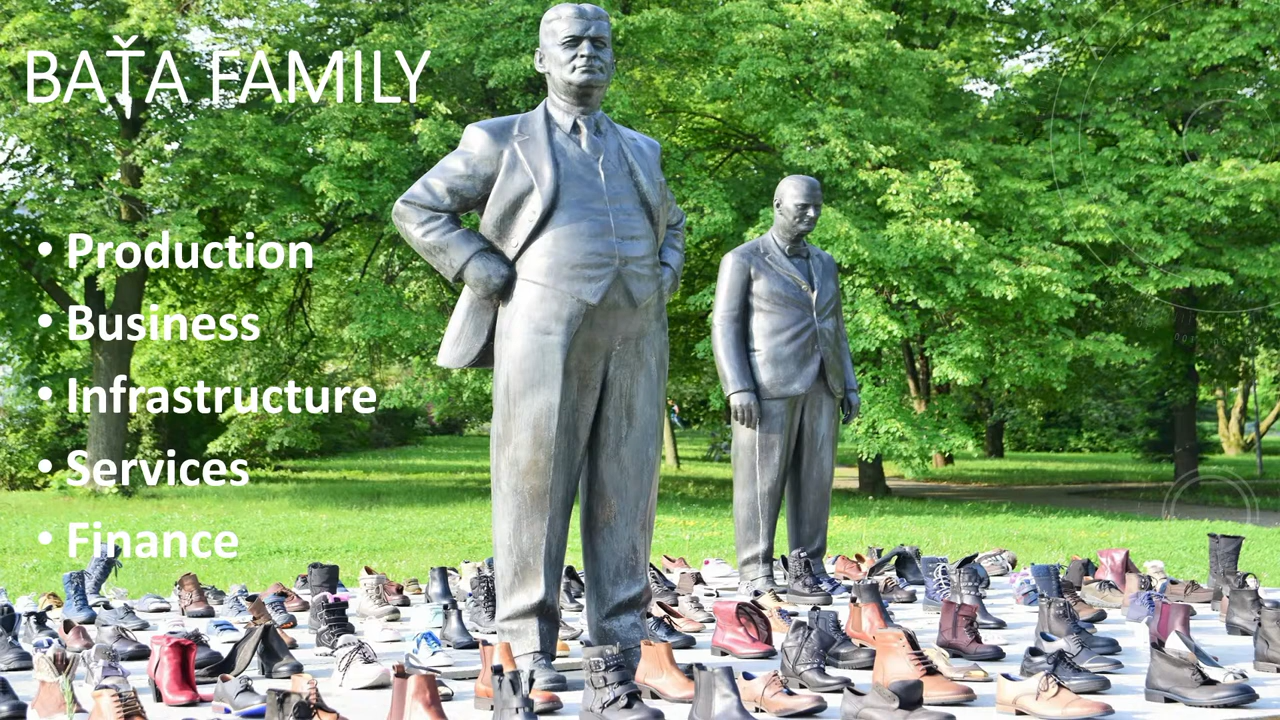 BAŤA FAMILY
• Production
• Business
• Infrastructure
• Services
• Finance